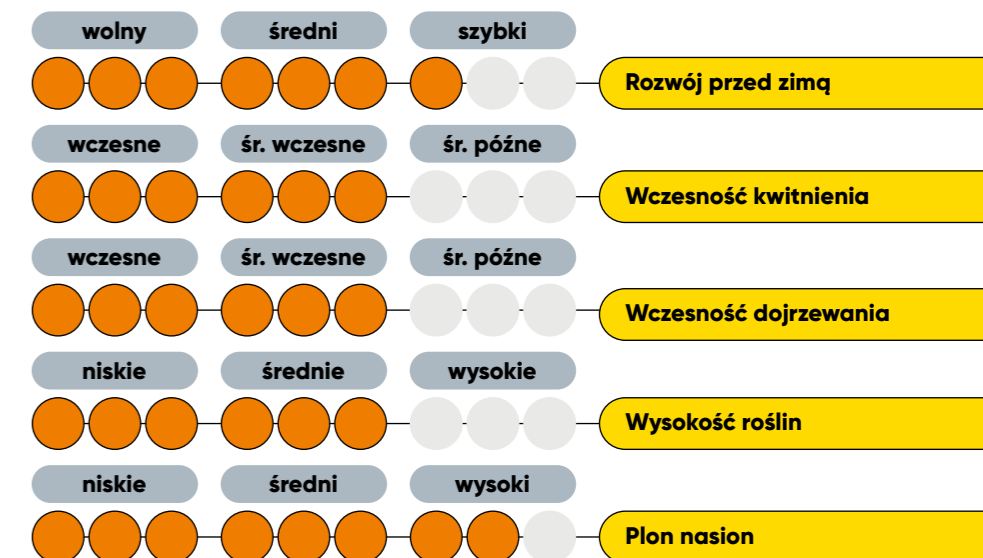 wolny średni szybki
Rozwój przed zimą
wczesne śr. wczesne śr. późne
Wczesność kwitnienia
wczesne śr. wczesne śr. późne
Wczesność dojrzewania
niskie średnie wysokie
Wysokość roślin
niskie średni wysoki
Plon nasion